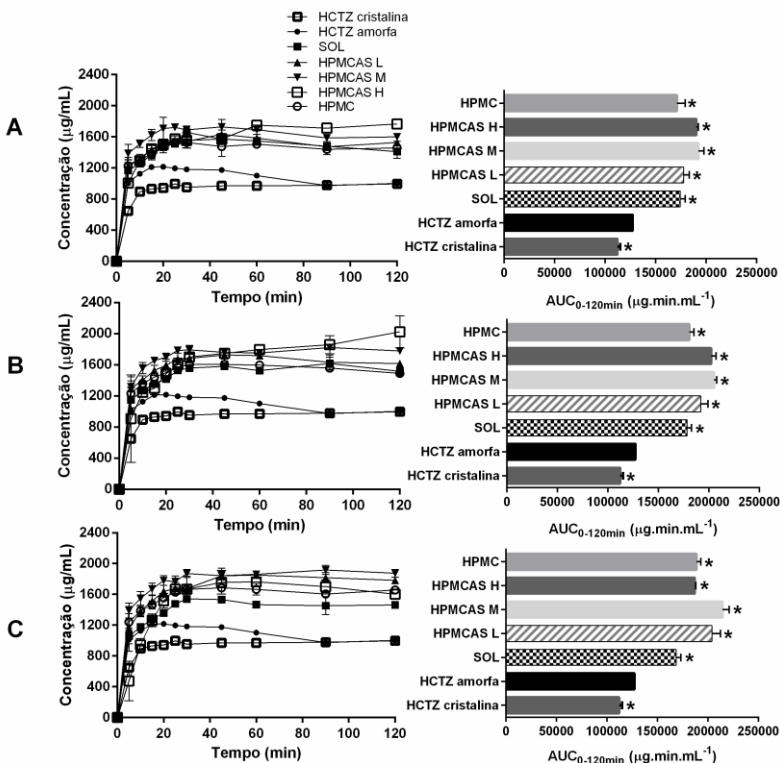 HCTZ cristalina
HCTZ amorfa
SOL
HPMCAS L
HPMCAS M
HPMCAS H
HPMC
A
Concentração (µg/mL)
2400
2000
1600
1200
800
400
0
0 20 40 60 80 100 120
Tempo (min)
HPMC *
HPMCAS H *
HPMCAS M *
HPMCAS L *
SOL *
HCTZ amorfa
HCTZ cristalina *
0 50000 100000 150000 200000 250000
AUC0-120min (µg.min.mL-1)
B
Concentração (µg/mL)
2400
2000
1600
1200
800
400
0
0 20 40 60 80 100 120
Tempo (min)
HPMC *
HPMCAS H *
HPMCAS M *
HPMCAS L *
SOL *
HCTZ amorfa
HCTZ cristalina *
0 50000 100000 150000 200000 250000
AUC0-120min (µg.min.mL-1)
C
Concentração (µg/mL)
2400
2000
1600
1200
800
400
0
0 20 40 60 80 100 120
Tempo (min)
HPMC *
HPMCAS H *
HPMCAS M *
HPMCAS L *
SOL *
HCTZ amorfa
HCTZ cristalina *
0 50000 100000 150000 200000 250000
AUC0-120min (µg.min.mL-1)